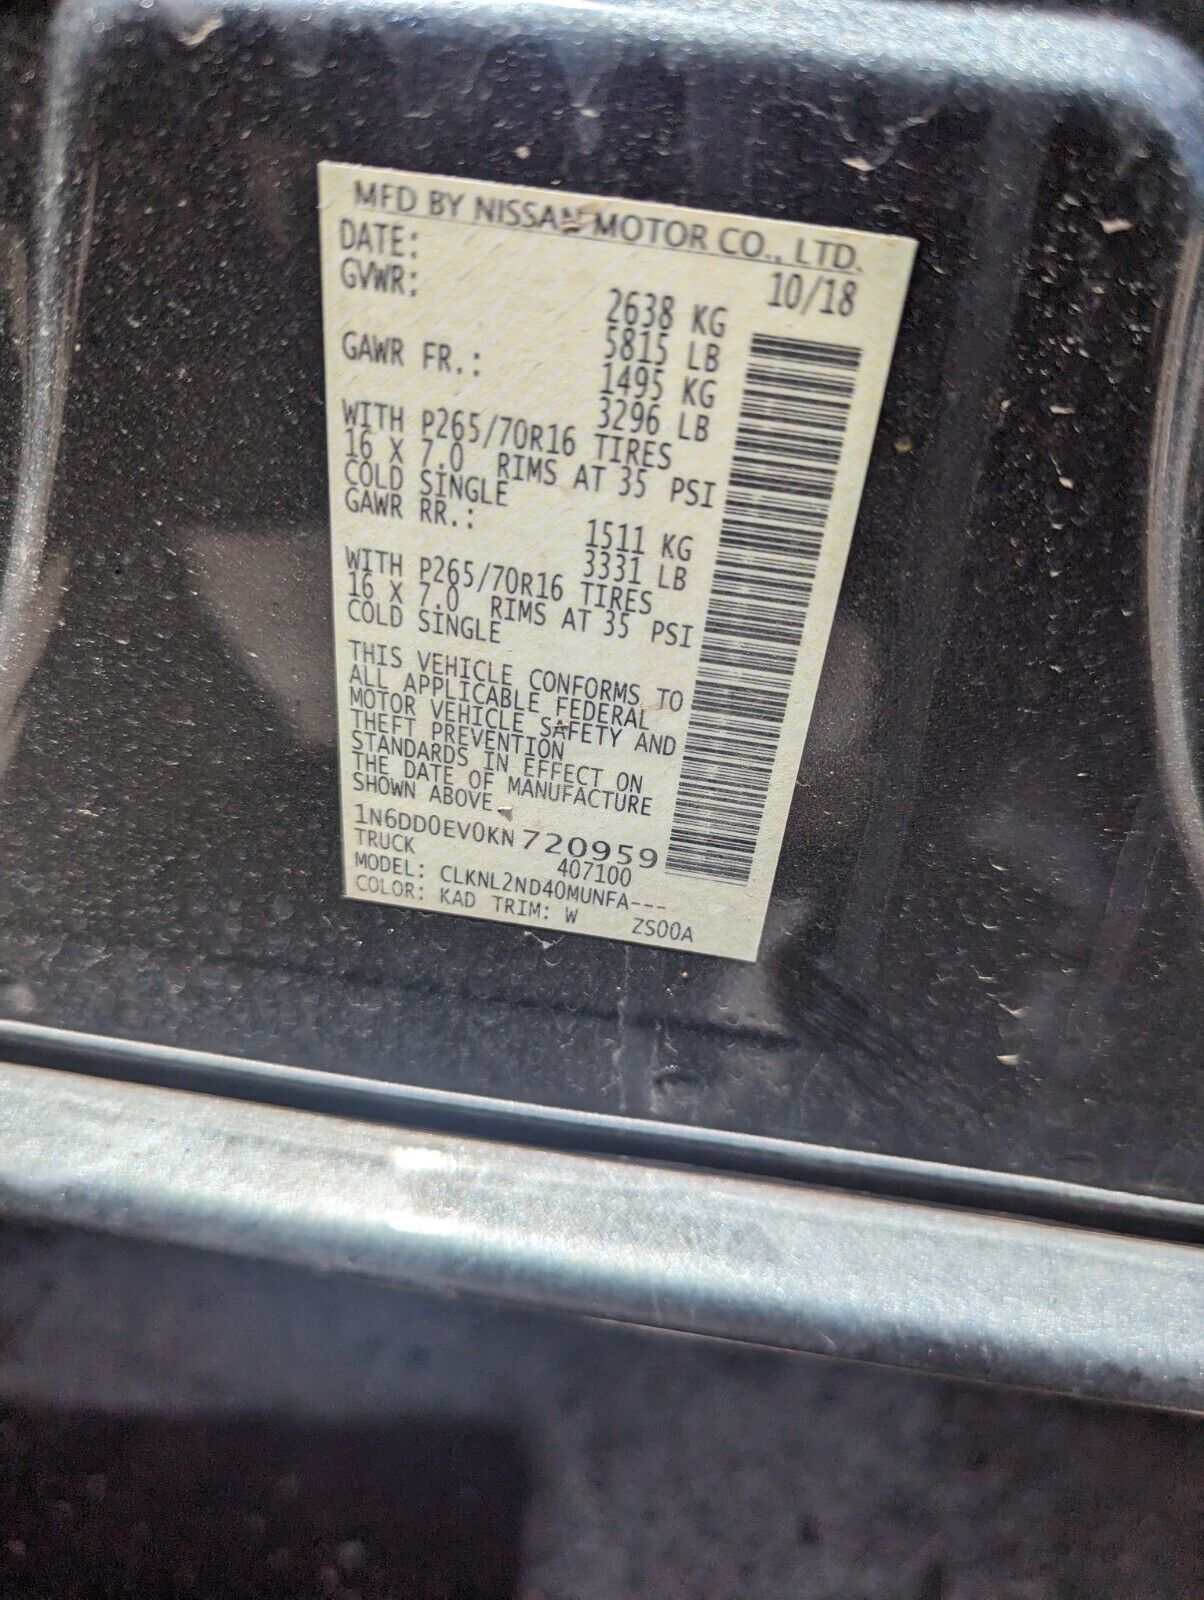 MFD BY NISSAN MOTOR CO., LTD.
DATE: 10/18
GVWR: 2638 KG
5815 LB
GAWR FR.: 1495 KG
3296 LB
WITH P265/70R16 TIRES
16 X 7.0 RIMS AT 35 PSI
COLD SINGLE
GAWR RR.: 1511 KG
3331 LB
WITH P265/70R16 TIRES
16 X 7.0 RIMS AT 35 PSI
COLD SINGLE
THIS VEHICLE CONFORMS TO
ALL APPLICABLE FEDERAL
MOTOR VEHICLE SAFETY AND
THEFT PREVENTION
STANDARDS IN EFFECT ON
THE DATE OF MANUFACTURE
SHOWN ABOVE
1N6DD0EV0KN 720959
TRUCK 407100
MODEL: CLKNL2ND40MUNFA---
COLOR: KAD TRIM: W ZS00A